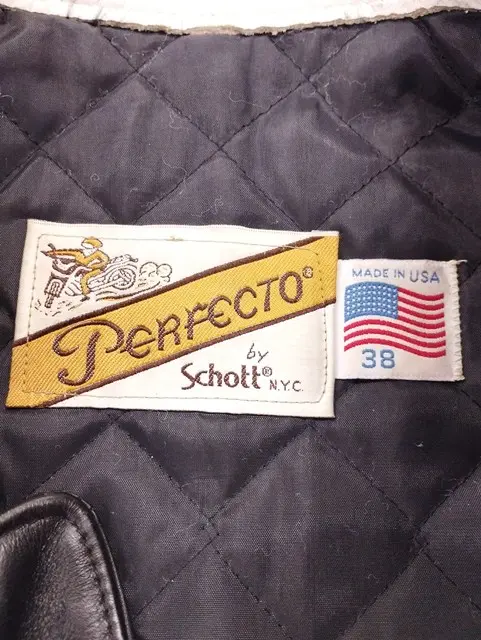 PERFECTO®
by
Schott® N.Y.C.
MADE IN USA
38